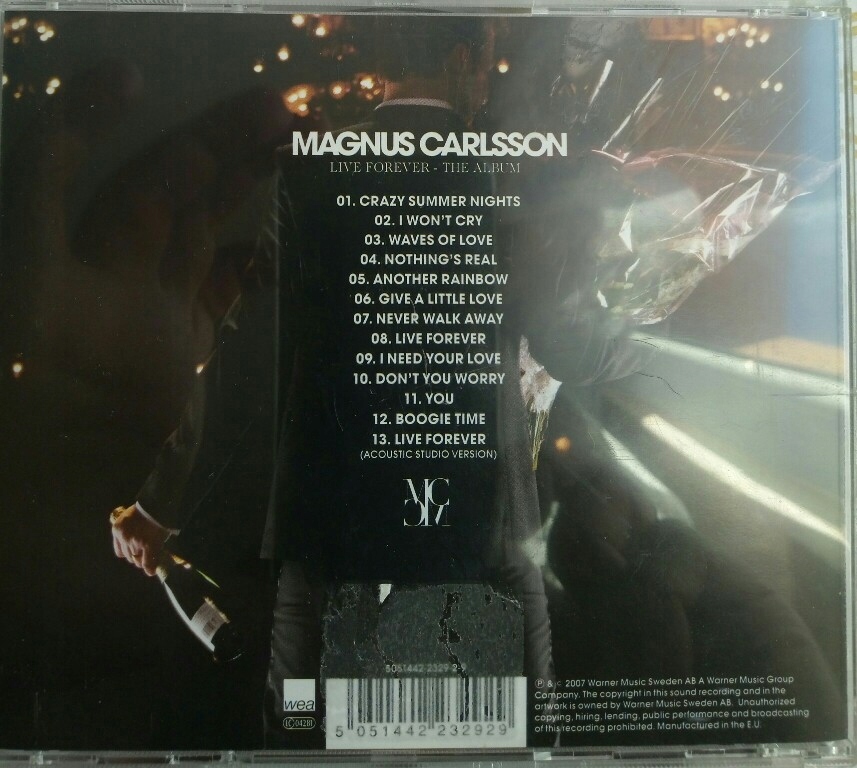 MAGNUS CARLSSON
LIVE FOREVER - THE ALBUM
01. CRAZY SUMMER NIGHTS
02. I WON'T CRY
03. WAVES OF LOVE
04. NOTHING'S REAL
05. ANOTHER RAINBOW
06. GIVE A LITTLE LOVE
07. NEVER WALK AWAY
08. LIVE FOREVER
09. I NEED YOUR LOVE
10. DON'T YOU WORRY
11. YOU
12. BOOGIE TIME
13. LIVE FOREVER
(ACOUSTIC STUDIO VERSION)
MC
5051442-2329-2-9
wea
LC 04281
5 051442 232929
℗ & © 2007 Warner Music Sweden AB A Warner Music Group
Company. The copyright in this sound recording and in the
artwork is owned by Warner Music Sweden AB. Unauthorized
copying, hiring, lending, public performance and broadcasting
of this recording prohibited. Manufactured in the E.U.